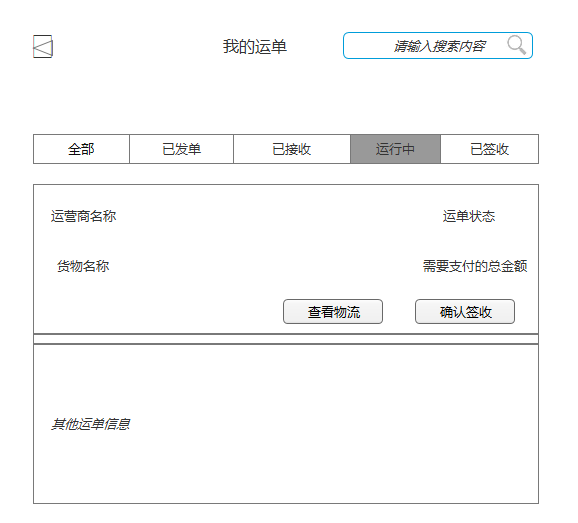 我的运单
请输入搜索内容
全部 已发单 已接收 运行中 已签收
运营商名称 运单状态
货物名称 需要支付的总金额
查看物流 确认签收
其他运单信息